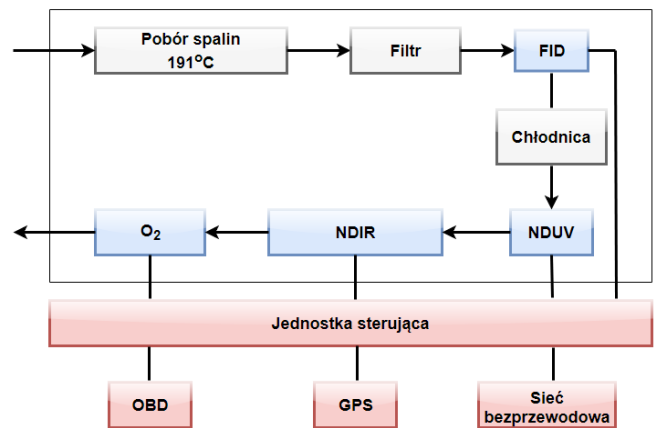 Pobór spalin
191°C
Filtr
FID
Chłodnica
O₂
NDIR
NDUV
Jednostka sterująca
OBD
GPS
Sieć
bezprzewodowa